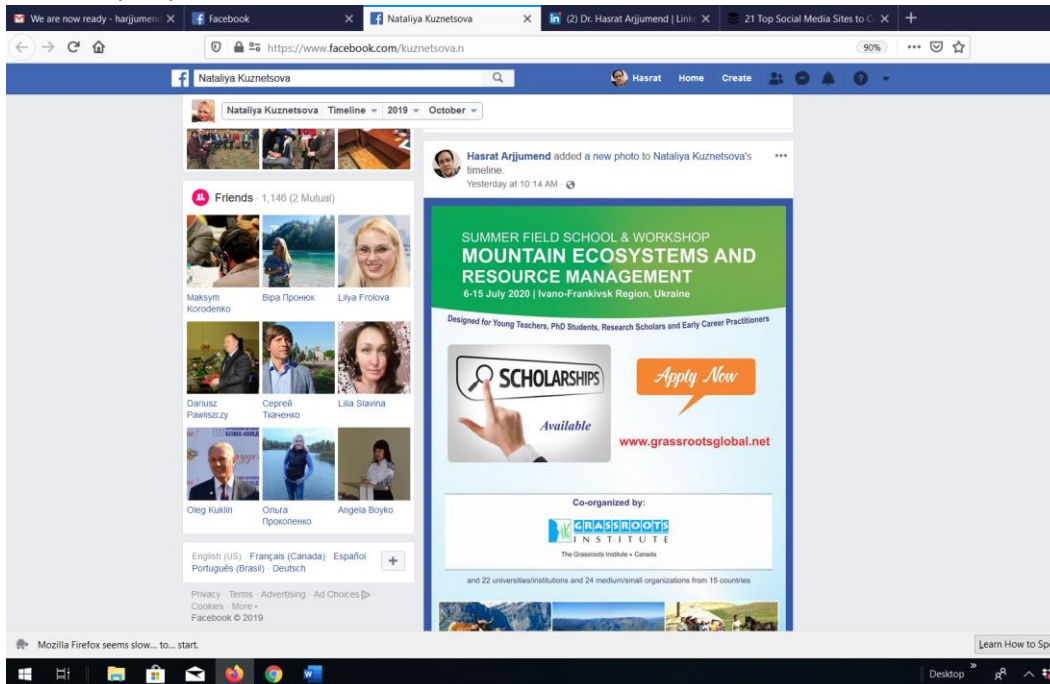 We are now ready - harjjumen
Facebook
Nataliya Kuznetsova
(2) Dr. Hasrat Arjjumend | Link
21 Top Social Media Sites to C
https://www.facebook.com/kuznetsova.n
90%
Nataliya Kuznetsova
Hasrat Home Create
Nataliya Kuznetsova Timeline 2019 October
Friends · 1,146 (2 Mutual)
Maksym Korodenko
Віра Пронюк
Lilya Frolova
Dariusz Pawliszczy
Сергей Ткаченко
Lilia Slavina
Oleg Kuklin
Ольга Прокопенко
Angela Boyko
English (US) · Français (Canada) · Español ·
Português (Brasil) · Deutsch
Privacy · Terms · Advertising · Ad Choices ·
Cookies · More
Facebook © 2019
Hasrat Arjjumend added a new photo to Nataliya Kuznetsova's
timeline.
Yesterday at 10:14 AM ·
SUMMER FIELD SCHOOL & WORKSHOP
MOUNTAIN ECOSYSTEMS AND
RESOURCE MANAGEMENT
6-15 July 2020 | Ivano-Frankivsk Region, Ukraine
Designed for Young Teachers, PhD Students, Research Scholars and Early Career Practitioners
SCHOLARSHIPS
Available
Apply Now
www.grassrootsglobal.net
Co-organized by:
GRASSROOTS
INSTITUTE
The Grassroots Institute • Canada
and 22 universities/institutions and 24 medium/small organizations from 15 countries
Mozilla Firefox seems slow... to... start.
Learn How to Sp
Desktop